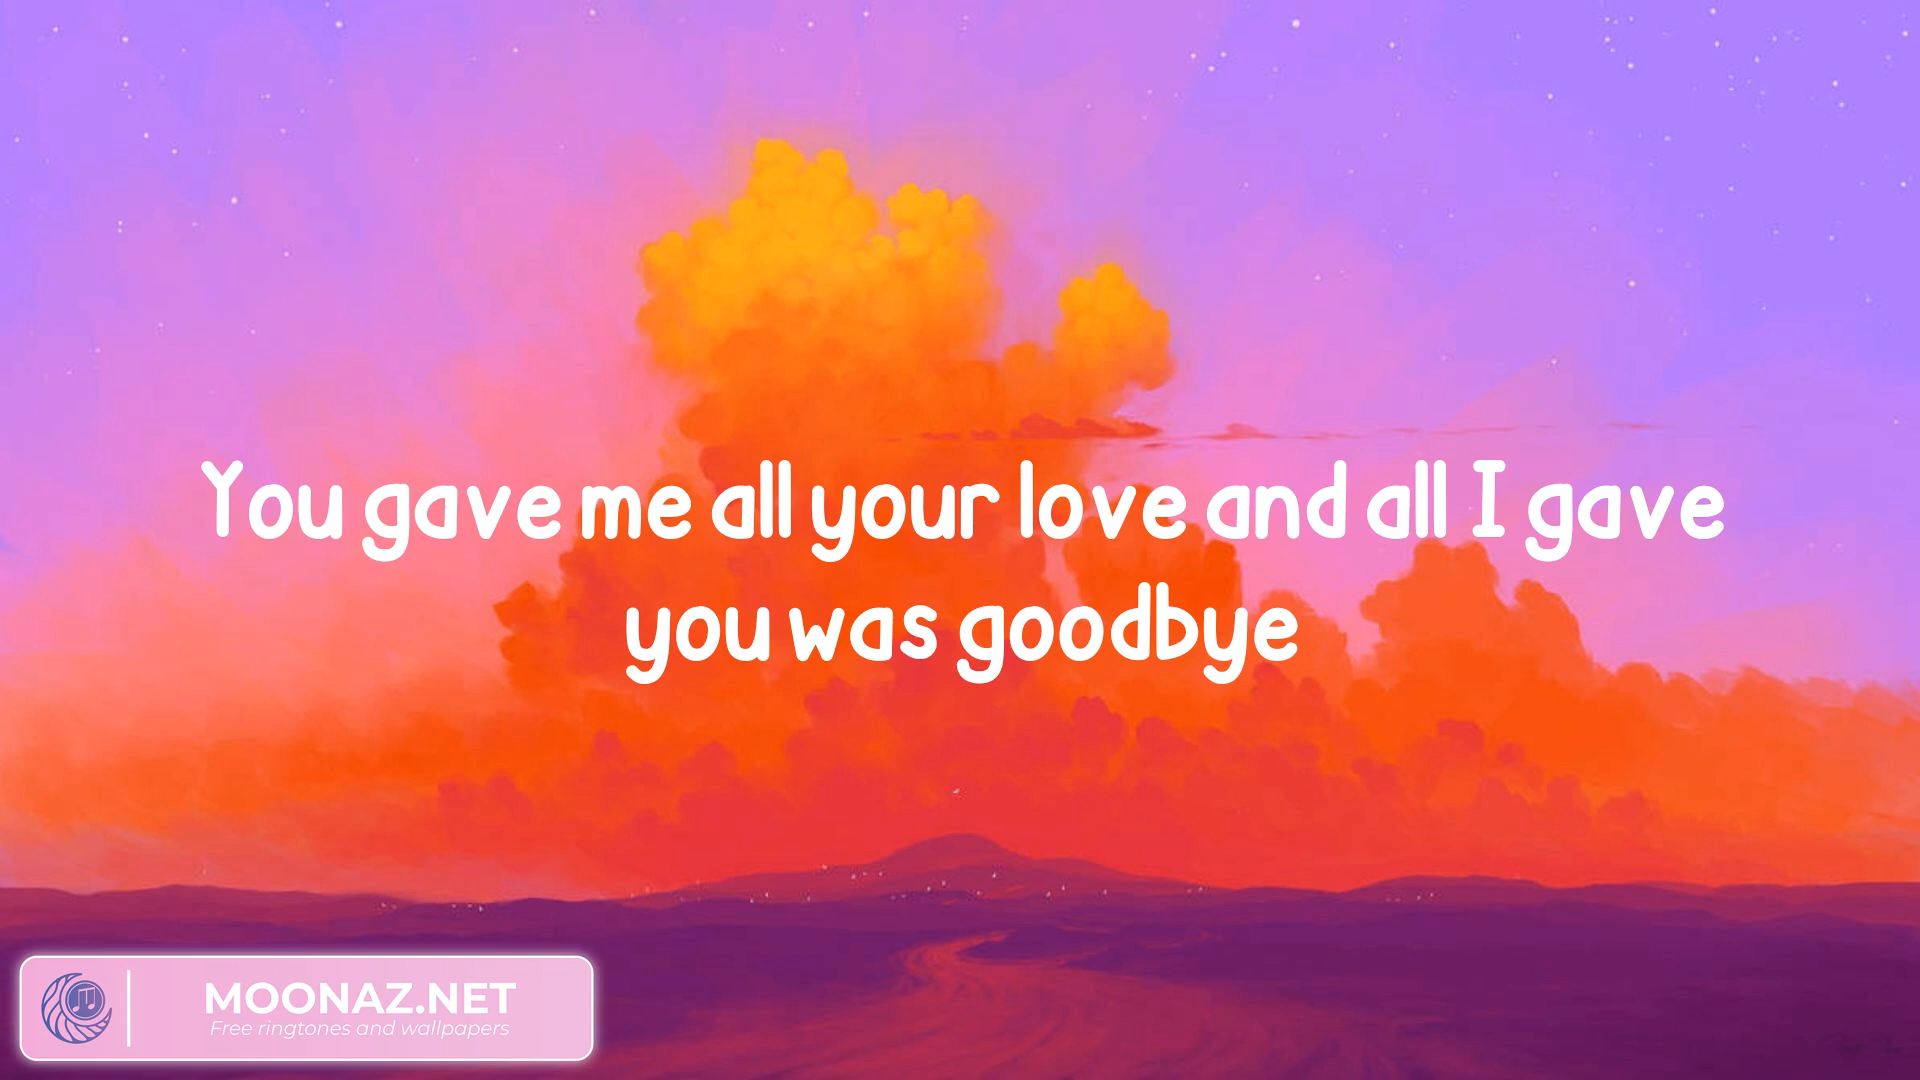 You gave me all your love and all I gave
you was goodbye
MOONAZ.NET
Free ringtones and wallpapers